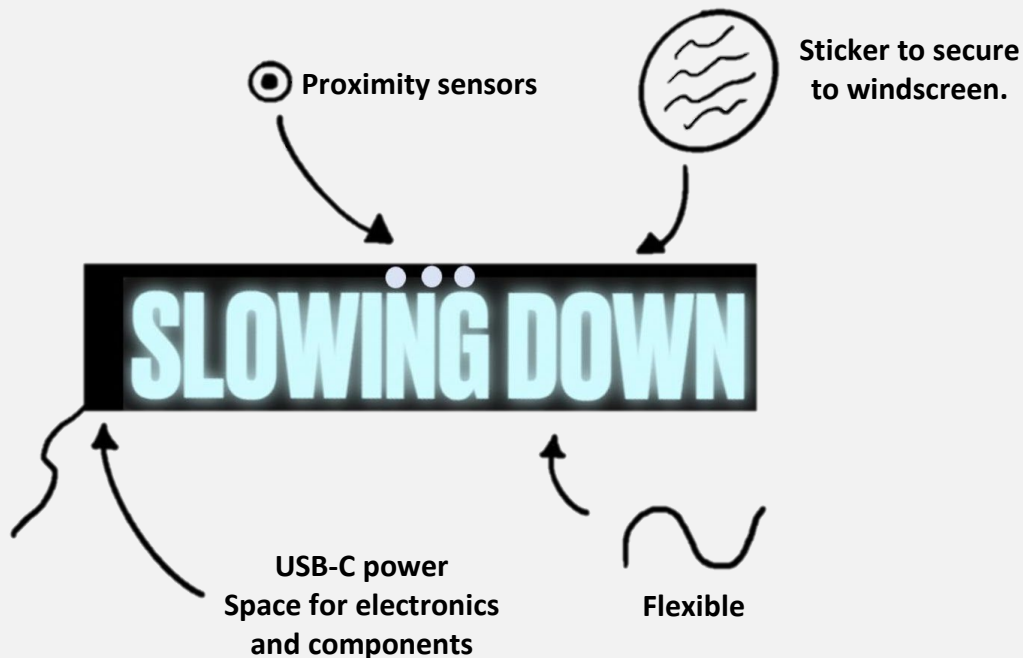 Proximity sensors
Sticker to secure
to windscreen.
SLOWING DOWN
USB-C power
Space for electronics
and components
Flexible